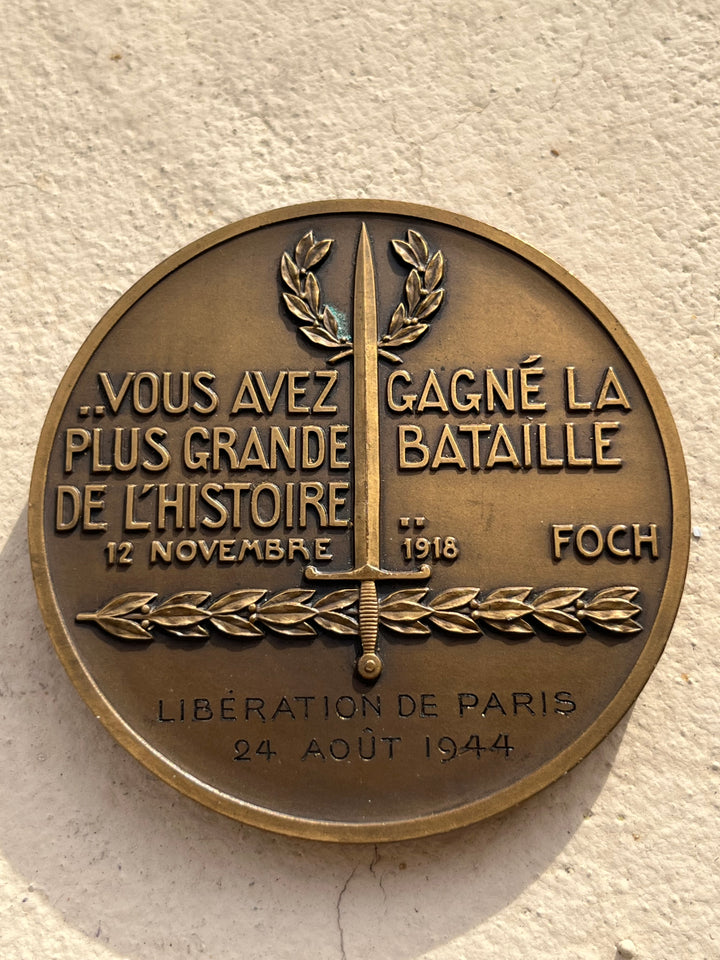 ..VOUS AVEZ GAGNÉ LA
PLUS GRANDE BATAILLE
DE L'HISTOIRE ..
12 NOVEMBRE 1918 FOCH
LIBÉRATION DE PARIS
24 AOÛT 1944